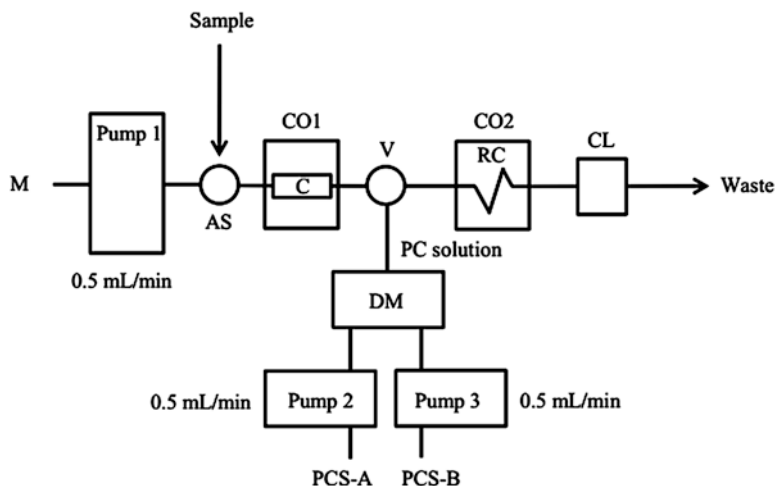 Sample
Pump 1
CO1
V
CO2
RC
CL
M
C
Waste
AS
PC solution
0.5 mL/min
DM
0.5 mL/min
Pump 2
Pump 3
0.5 mL/min
PCS-A
PCS-B